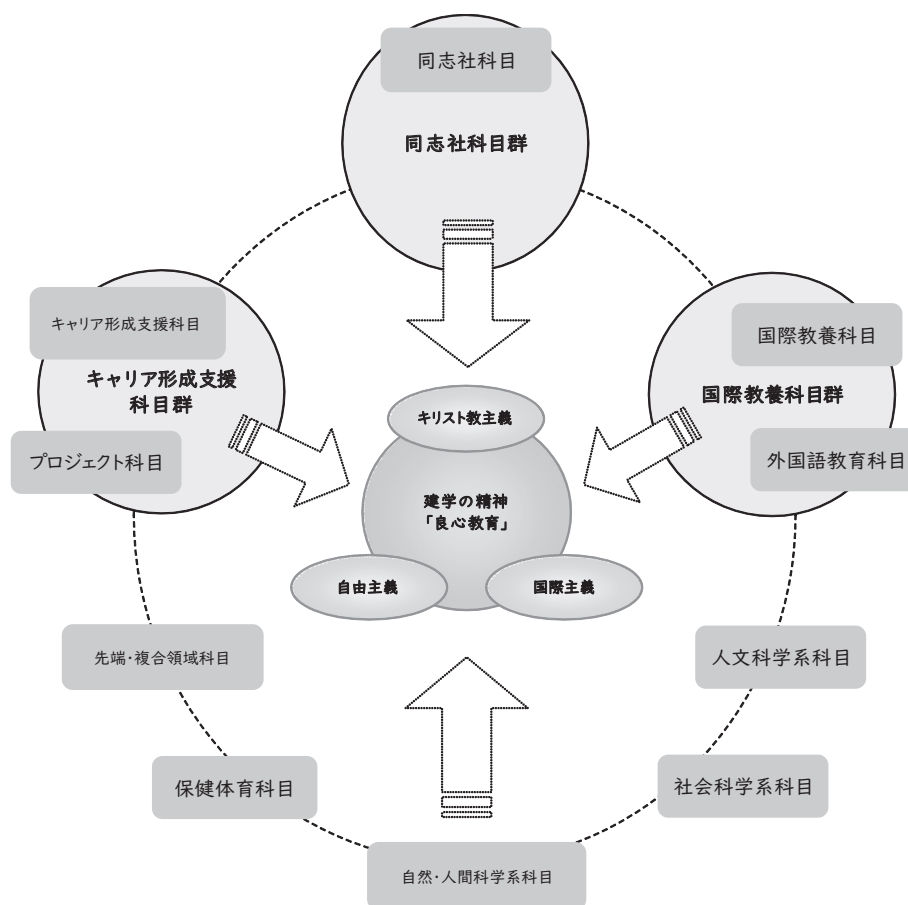 同志社科目
同志社科目群
キャリア形成支援科目
キャリア形成支援
科目群
プロジェクト科目
国際教養科目
国際教養科目群
外国語教育科目
キリスト教主義
建学の精神
「良心教育」
自由主義
国際主義
先端・複合領域科目
人文科学系科目
保健体育科目
社会科学系科目
自然・人間科学系科目